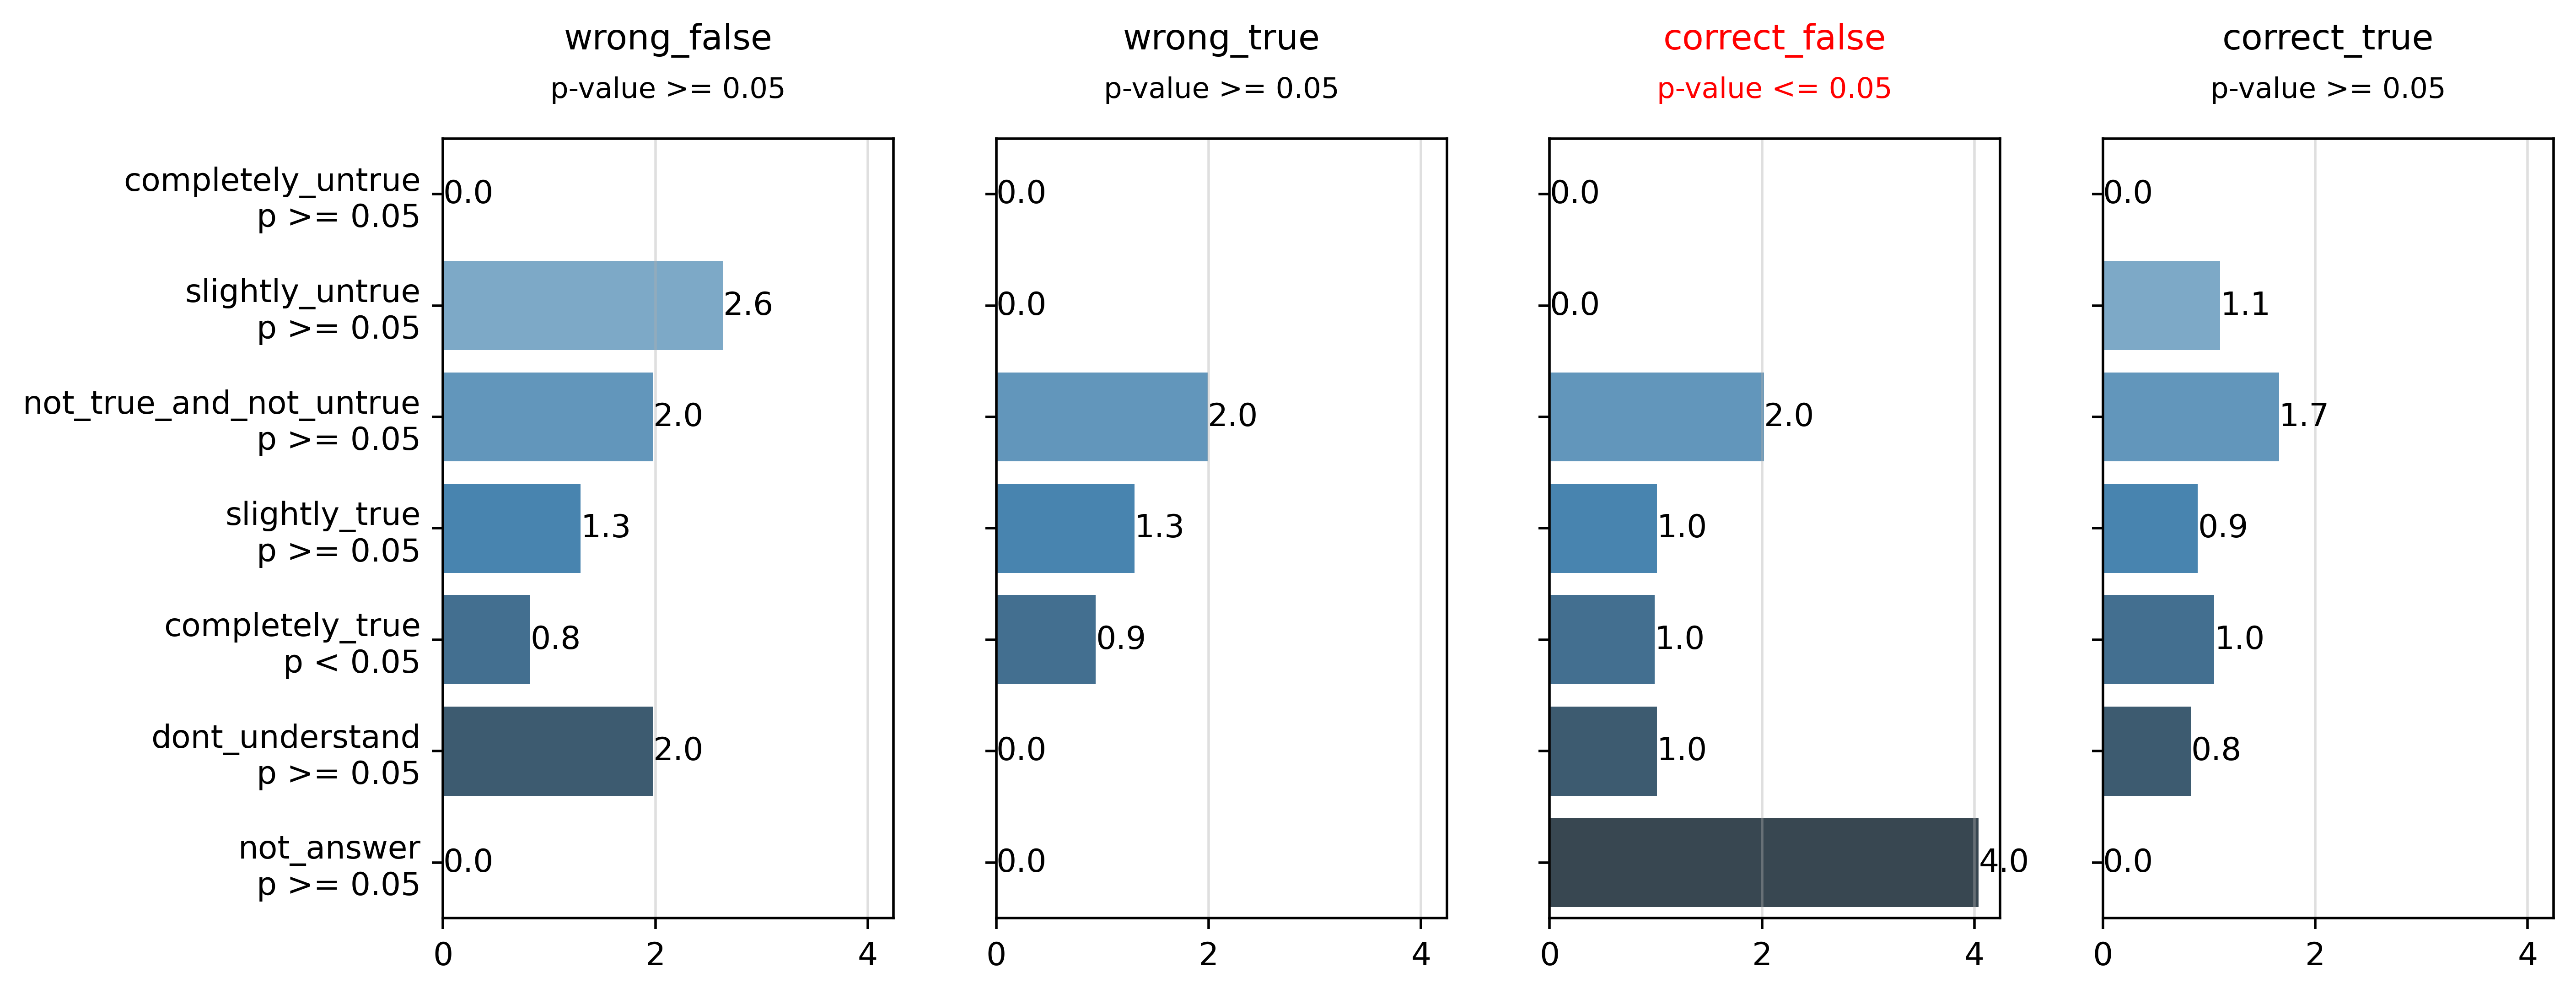 wrong_false
p-value >= 0.05
wrong_true
p-value >= 0.05
correct_false
p-value <= 0.05
correct_true
p-value >= 0.05
completely_untrue
p >= 0.05
0.0
0.0
0.0
0.0
slightly_untrue
p >= 0.05
2.6
0.0
0.0
1.1
not_true_and_not_untrue
p >= 0.05
2.0
2.0
2.0
1.7
slightly_true
p >= 0.05
1.3
1.3
1.0
0.9
completely_true
p < 0.05
0.8
0.9
1.0
1.0
dont_understand
p >= 0.05
2.0
0.0
1.0
0.8
not_answer
p >= 0.05
0.0
0.0
4.0
0.0
0 2 4
0 2 4
0 2 4
0 2 4